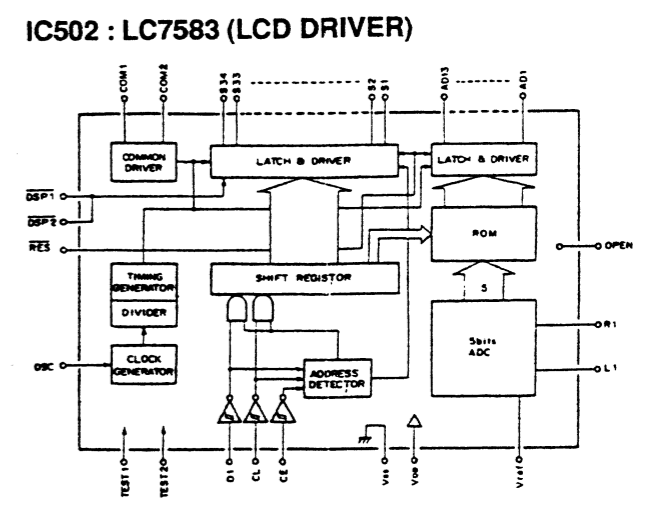 IC502 : LC7583 (LCD DRIVER)
COM1
COM2
S34
S33
S2
S1
AD13
AD1
COMMON
DRIVER
LATCH & DRIVER
LATCH & DRIVER
DSP1
DSP2
RES
ROM
OPEN
SHIFT REGISTOR
TIMING
GENERATOR
DIVIDER
5
5bits
ADC
R1
L1
OSC
CLOCK
GENERATOR
ADDRESS
DETECTOR
TEST1
TEST2
DI
CL
CE
Vss
VDD
Vref